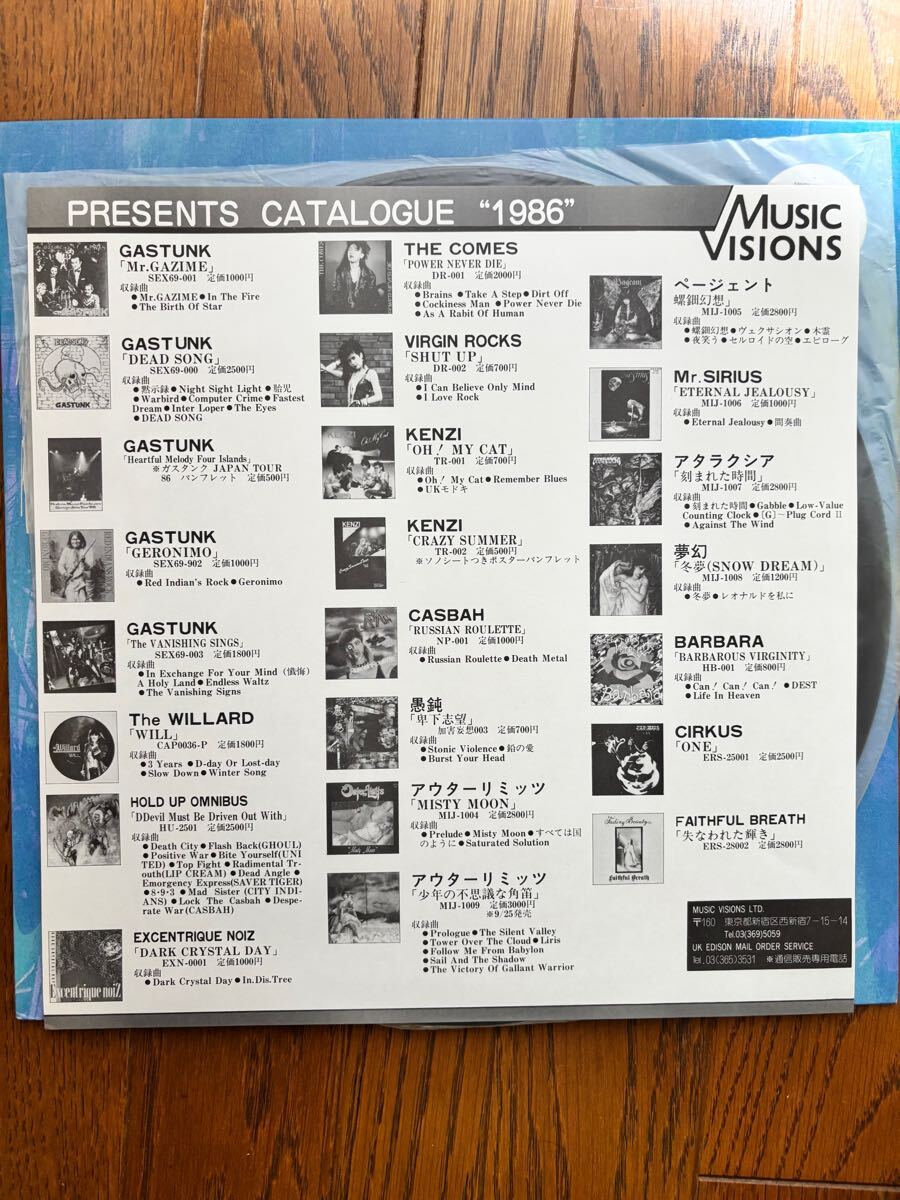 PRESENTS CATALOGUE "1986"
MUSIC
VISIONS
GASTUNK
「Mr.GAZIME」
SEX69-001 定価1000円
収録曲
●Mr.GAZIME●In The Fire
●The Birth Of Star
GASTUNK
「DEAD SONG」
SEX69-000 定価2500円
収録曲
●黙示録●Night Sight Light●胎児
●Warbird●Computer Crime●Fastest
Dream●Inter Loper●The Eyes
●DEAD SONG
GASTUNK
GASTUNK
「Heartful Melody Four Islands」
※ガスタンク JAPAN TOUR
86 パンフレット 定価500円
GASTUNK
「GERONIMO」
SEX69-902 定価1000円
収録曲
●Red Indian's Rock●Geronimo
GASTUNK
「The VANISHING SINGS」
SEX69-003 定価1800円
収録曲
●In Exchange For Your Mind (懺悔)
A Holy Land●Endless Waltz
●The Vanishing Signs
The WILLARD
「WILL」
CAP0036-P 定価1800円
収録曲
●3 Years ●D-day Or Lost-day
●Slow Down●Winter Song
Willard
HOLD UP OMNIBUS
「DDevil Must Be Driven Out With」
HU-2501 定価2500円
収録曲
●Death City●Flash Back(GHOUL)
●Positive War●Bite Yourself(UNI
TED)●Top Fight●Radimental Tr-
outh(LIP CREAM)●Dead Angle●
Emorgency Express(SAVER TIGER)
●8・9・3 ●Mad Sister (CITY INDI-
ANS)●Lock The Casbah●Despe-
rate War(CASBAH)
EXCENTRIQUE NOIZ
「DARK CRYSTAL DAY」
EXN-0001 定価1000円
収録曲
●Dark Crystal Day●In.Dis.Tree
excentrique noiZ
THE COMES
「POWER NEVER DIE」
DR-001 定価2000円
収録曲
●Brains ●Take A Step●Dirt Off
●Cockiness Man●Power Never Die
●As A Rabit Of Human
VIRGIN ROCKS
「SHUT UP」
DR-002 定価700円
収録曲
●I Can Believe Only Mind
●I Love Rock
KENZI
「OH! MY CAT」
TR-001 定価700円
収録曲
●Oh! My Cat●Remember Blues
●UKモドキ
KENZI
Oh My Cat
KENZI
「CRAZY SUMMER」
TR-002 定価500円
※ソノシートつきポスターパンフレット
KENZI
CASBAH
「RUSSIAN ROULETTE」
NP-001 定価1000円
収録曲
●Russian Roulette●Death Metal
愚鈍
「卑下志望」
加害妄想003 定価700円
収録曲
●Stonic Violence●鉛の愛
●Burst Your Head
アウターリミッツ
「MISTY MOON」
MIJ-1004 定価2800円
収録曲
●Prelude●Misty Moon●すべては国
のように●Saturated Solution
アウターリミッツ
「少年の不思議な角笛」
MIJ-1009 定価3000円
※9/25発売
収録曲
●Prologue●The Silent Valley
●Tower Over The Cloud●Liris
●Follow Me From Babylon
●Sail And The Shadow
●The Victory Of Gallant Warrior
ページェント
螺鈿幻想」
MIJ-1005 定価2800円
収録曲
●螺鈿幻想●ヴェクサシオン●木霊
●夜笑う●セルロイドの空●エピローグ
Pageant
Mr.SIRIUS
「ETERNAL JEALOUSY」
MIJ-1006 定価1000円
収録曲
●Eternal Jealousy●間奏曲
アタラクシア
「刻まれた時間」
MIJ-1007 定価2800円
収録曲
●刻まれた時間●Gabble●Low-Value
Counting Clock●[G]~Plug Cord II
●Against The Wind
夢幻
「冬夢(SNOW DREAM)」
MIJ-1008 定価1200円
収録曲
●冬夢●レオナルドを私に
BARBARA
「BARBAROUS VIRGINITY」
HB-001 定価800円
収録曲
●Can! Can! Can! ●DEST
●Life In Heaven
CIRKUS
「ONE」
ERS-25001 定価2500円
FAITHFUL BREATH
「失なわれた輝き」
ERS-28002 定価2800円
Fading Beauty
Faithful Breath
MUSIC VISIONS LTD.
〒160 東京都新宿区西新宿7-15-14
Tel.03(369)5059
UK EDISON MAIL ORDER SERVICE
Tel.03(365)3531 ※通信販売専用電話